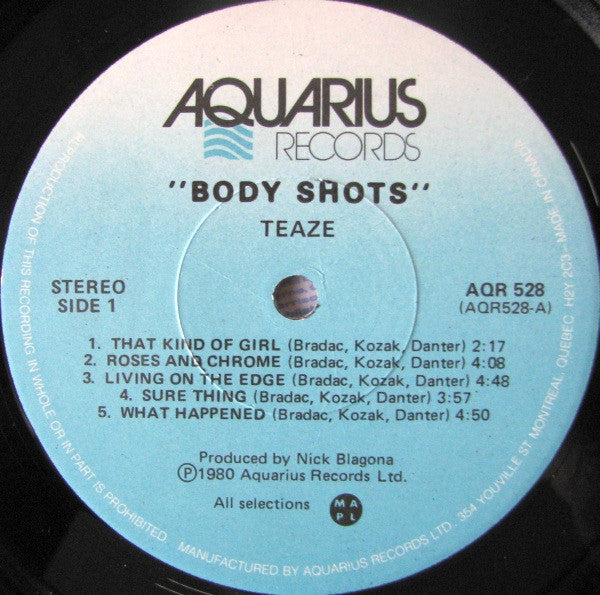 AQUARIUS
RECORDS
"BODY SHOTS"
TEAZE
STEREO
SIDE 1
AQR 528
(AQR528-A)
1. THAT KIND OF GIRL (Bradac, Kozak, Danter) 2:17
2. ROSES AND CHROME (Bradac, Kozak, Danter) 4:08
3. LIVING ON THE EDGE (Bradac, Kozak, Danter) 4:48
4. SURE THING (Bradac, Kozak, Danter) 3:57
5. WHAT HAPPENED (Bradac, Kozak, Danter) 4:50
Produced by Nick Blagona
Ⓟ1980 Aquarius Records Ltd.
All selections
M A
P L
REPRODUCTION OF THIS RECORDING IN WHOLE OR IN PART IS PROHIBITED. MANUFACTURED BY AQUARIUS RECORDS LTD. 354 YOUVILLE ST MONTREAL QUEBEC H2Y 2C3 - MADE IN CANADA